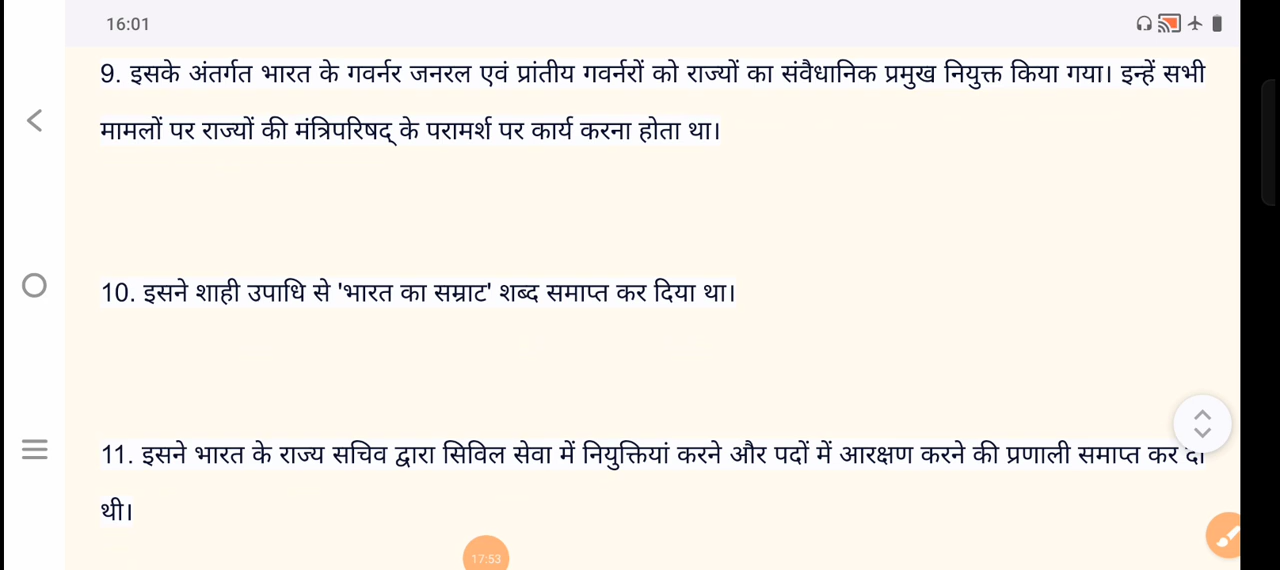 16:01
9. इसके अंतर्गत भारत के गवर्नर जनरल एवं प्रांतीय गवर्नरों को राज्यों का संवैधानिक प्रमुख नियुक्त किया गया। इन्हें सभी
मामलों पर राज्यों की मंत्रिपरिषद् के परामर्श पर कार्य करना होता था।
10. इसने शाही उपाधि से 'भारत का सम्राट' शब्द समाप्त कर दिया था।
11. इसने भारत के राज्य सचिव द्वारा सिविल सेवा में नियुक्तियां करने और पदों में आरक्षण करने की प्रणाली समाप्त कर दी
थी।
17:53